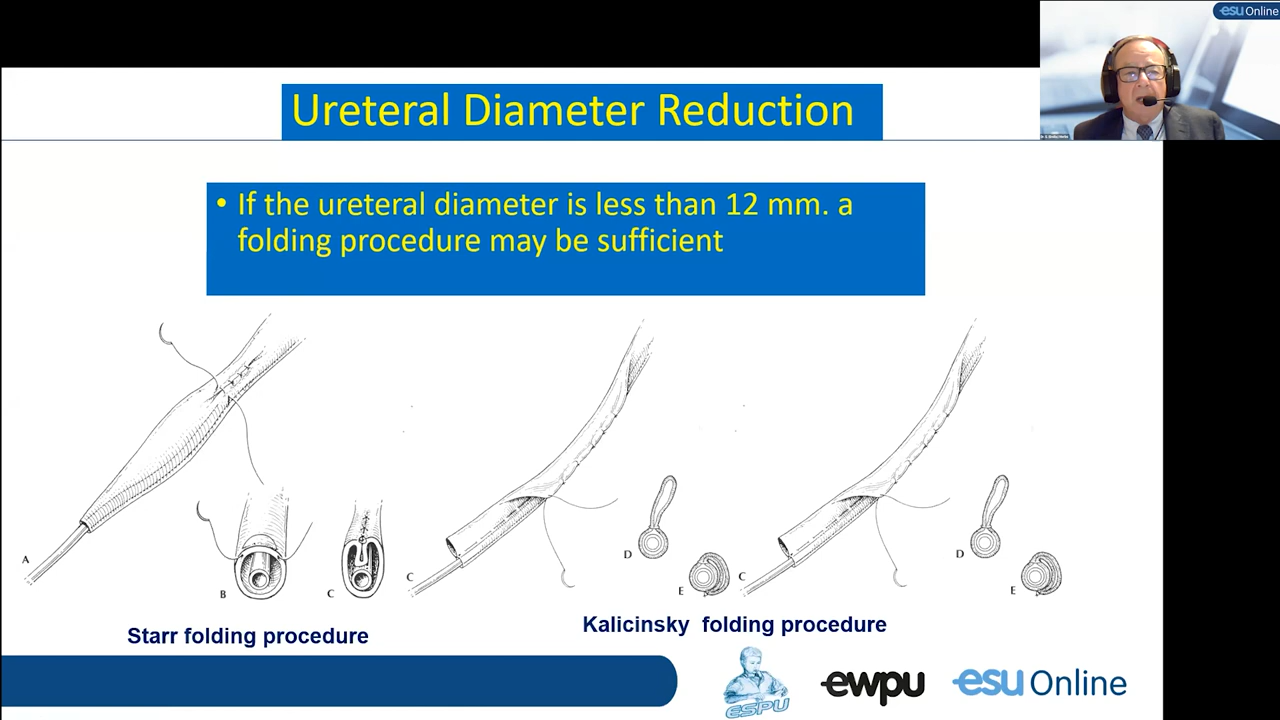 esu Online
Ureteral Diameter Reduction
• If the ureteral diameter is less than 12 mm. a
folding procedure may be sufficient
A
B
C
C
D
E
C
D
E
Starr folding procedure
Kalicinsky folding procedure
ESPU
ewpu
esu Online